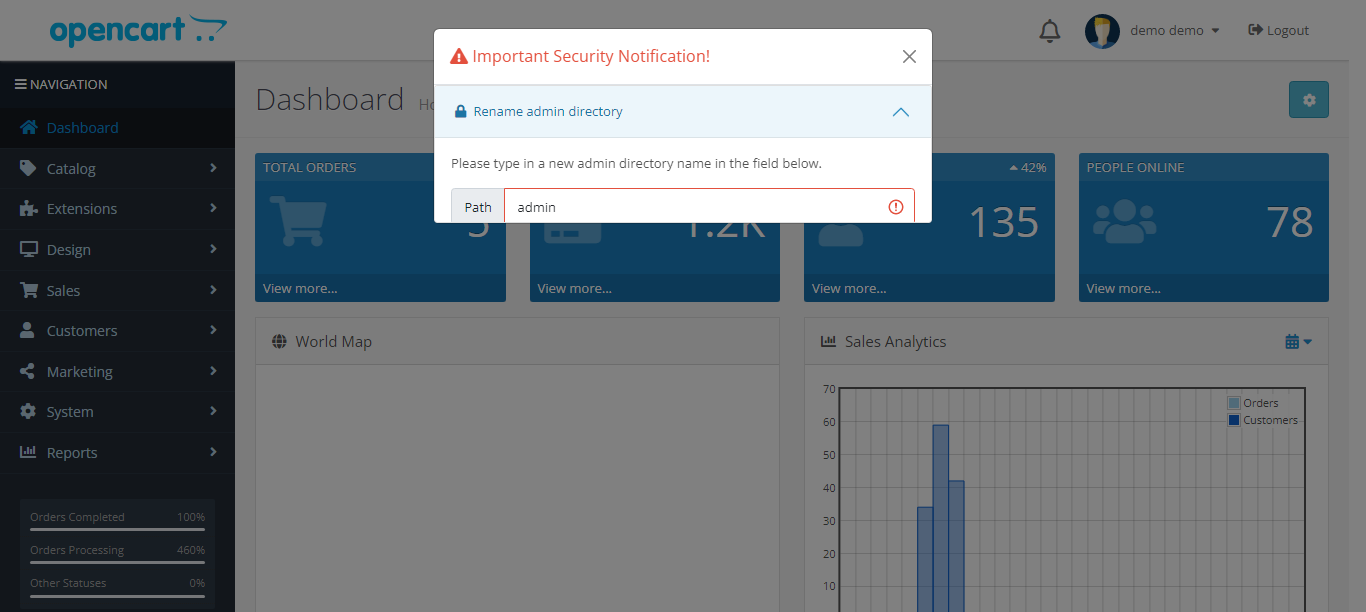 opencart
demo demo
Logout
Important Security Notification!
NAVIGATION
Dashboard
Ho
Rename admin directory
Please type in a new admin directory name in the field below.
Path
admin
Dashboard
Catalog
Extensions
Design
Sales
Customers
Marketing
System
Reports
TOTAL ORDERS
5
View more...
1.2K
View more...
42%
135
View more...
PEOPLE ONLINE
78
View more...
World Map
Sales Analytics
Orders
Customers
70
60
50
40
30
20
10
Orders Completed 100%
Orders Processing 460%
Other Statuses 0%